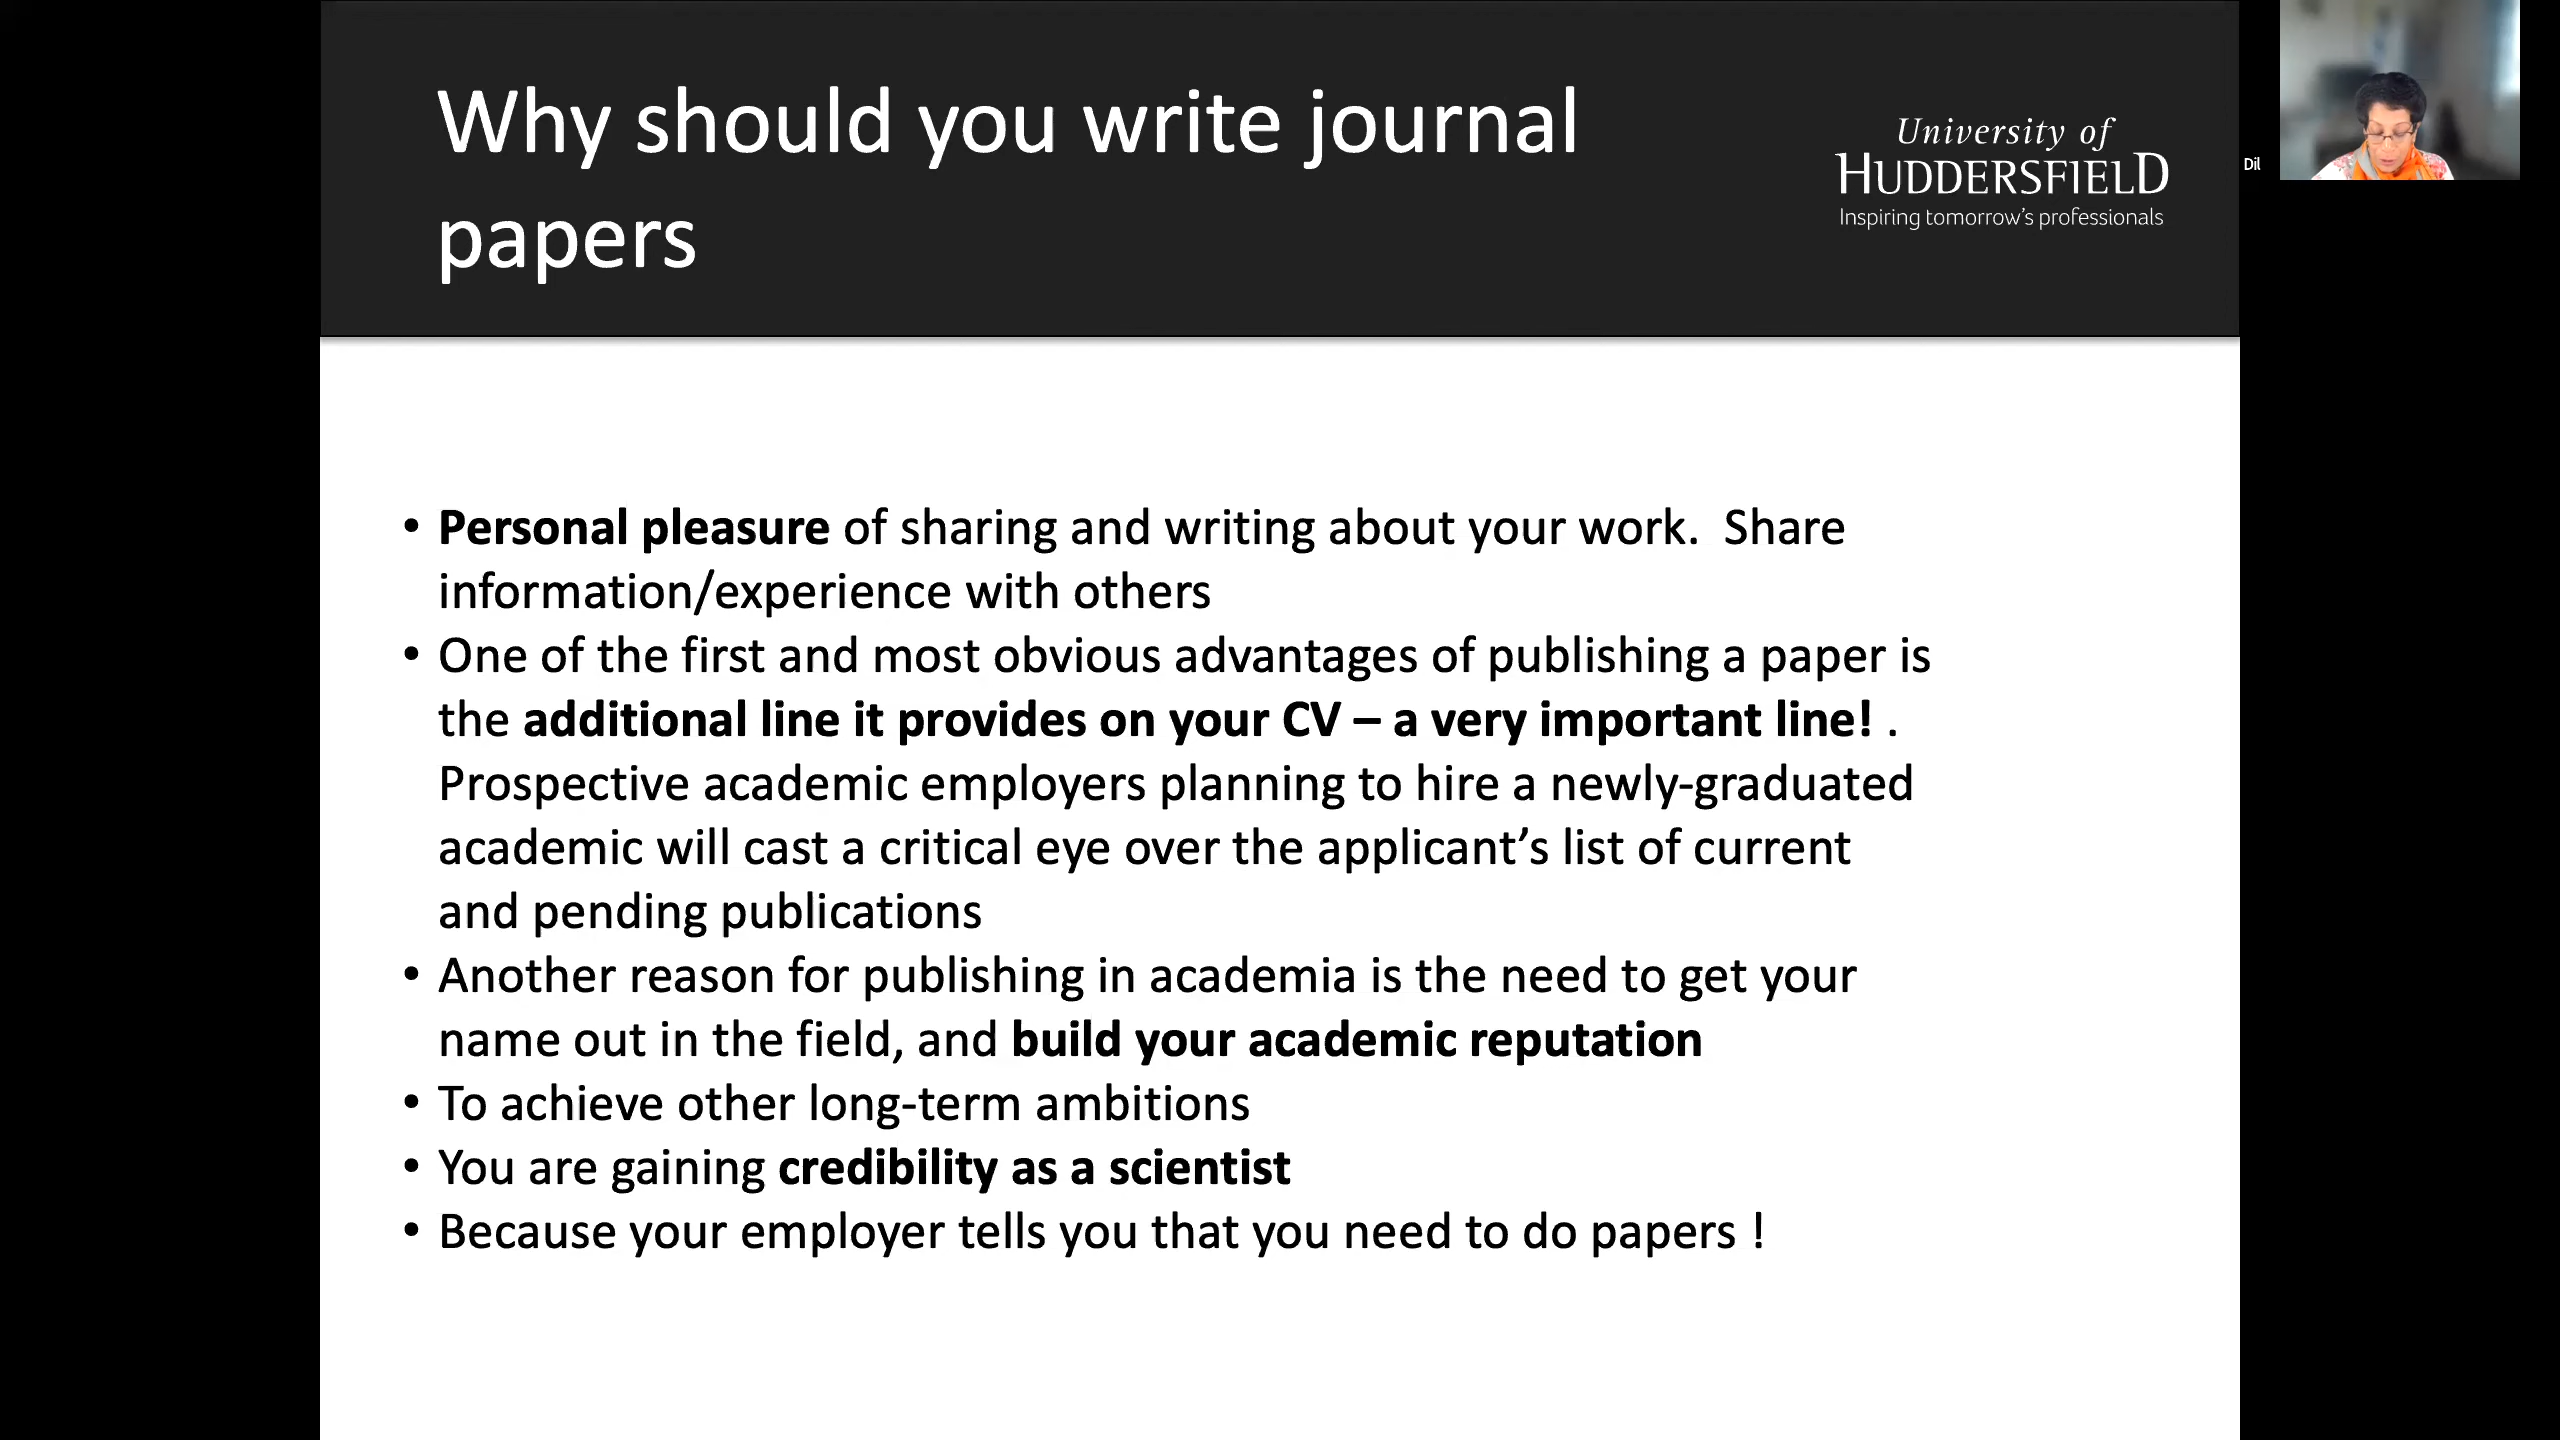 Why should you write journal
papers
University of
HUDDERSFIELD
Inspiring tomorrow's professionals
Dil
• Personal pleasure of sharing and writing about your work.  Share
information/experience with others
• One of the first and most obvious advantages of publishing a paper is
the additional line it provides on your CV – a very important line! .
Prospective academic employers planning to hire a newly-graduated
academic will cast a critical eye over the applicant’s list of current
and pending publications
• Another reason for publishing in academia is the need to get your
name out in the field, and build your academic reputation
• To achieve other long-term ambitions
• You are gaining credibility as a scientist
• Because your employer tells you that you need to do papers !